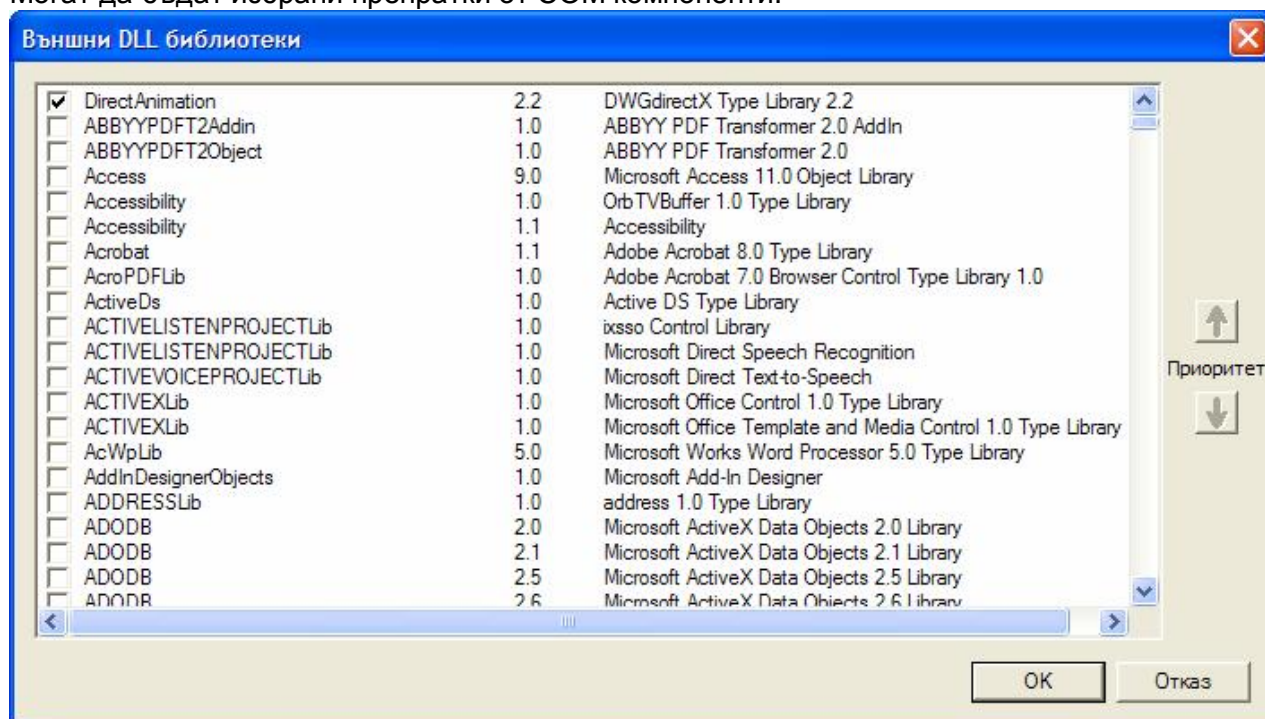 Могат да бъдат избрани препратки от COM компоненти.
Външни DLL библиотеки
DirectAnimation 2.2 DWGdirectX Type Library 2.2
ABBYYPDFT2Addin 1.0 ABBYY PDF Transformer 2.0 AddIn
ABBYYPDFT2Object 1.0 ABBYY PDF Transformer 2.0
Access 9.0 Microsoft Access 11.0 Object Library
Accessibility 1.0 OrbTVBuffer 1.0 Type Library
Accessibility 1.1 Accessibility
Acrobat 1.1 Adobe Acrobat 8.0 Type Library
AcroPDFLib 1.0 Adobe Acrobat 7.0 Browser Control Type Library 1.0
ActiveDs 1.0 Active DS Type Library
ACTIVELISTENPROJECTLib 1.0 ixsso Control Library
ACTIVELISTENPROJECTLib 1.0 Microsoft Direct Speech Recognition
ACTIVEVOICEPROJECTLib 1.0 Microsoft Direct Text-to-Speech
ACTIVEXLib 1.0 Microsoft Office Control 1.0 Type Library
ACTIVEXLib 1.0 Microsoft Office Template and Media Control 1.0 Type Library
AcWpLib 5.0 Microsoft Works Word Processor 5.0 Type Library
AddInDesignerObjects 1.0 Microsoft Add-In Designer
ADDRESSLib 1.0 address 1.0 Type Library
ADODB 2.0 Microsoft ActiveX Data Objects 2.0 Library
ADODB 2.1 Microsoft ActiveX Data Objects 2.1 Library
ADODB 2.5 Microsoft ActiveX Data Objects 2.5 Library
ADODB 2.6 Microsoft ActiveX Data Objects 2.6 Library
Приоритет
OK Отказ